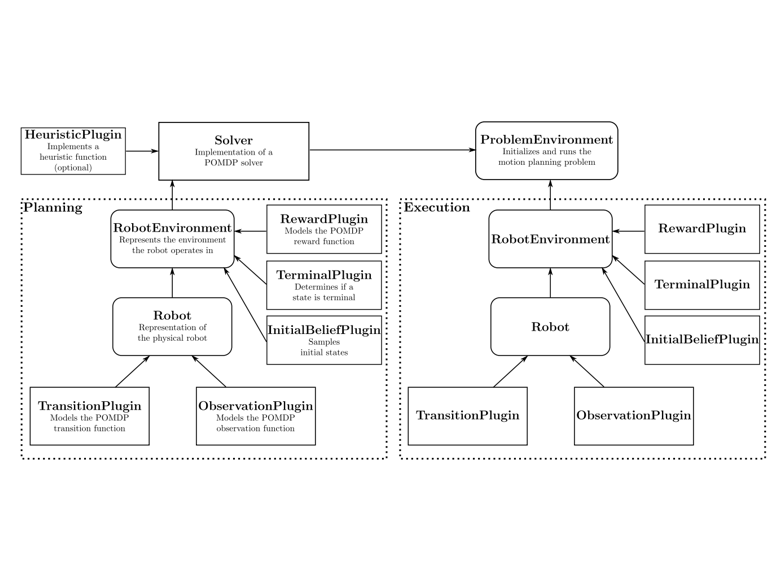 HeuristicPlugin
Implements a
heuristic function
(optional)
Solver
Implementation of a
POMDP solver
ProblemEnvironment
Initializes and runs the
motion planning problem
Planning
RobotEnvironment
Represents the environment
the robot operates in
RewardPlugin
Models the POMDP
reward function
TerminalPlugin
Determines if a
state is terminal
InitialBeliefPlugin
Samples
initial states
Robot
Representation of
the physical robot
TransitionPlugin
Models the POMDP
transition function
ObservationPlugin
Models the POMDP
observation function
Execution
RobotEnvironment
RewardPlugin
TerminalPlugin
InitialBeliefPlugin
Robot
TransitionPlugin
ObservationPlugin